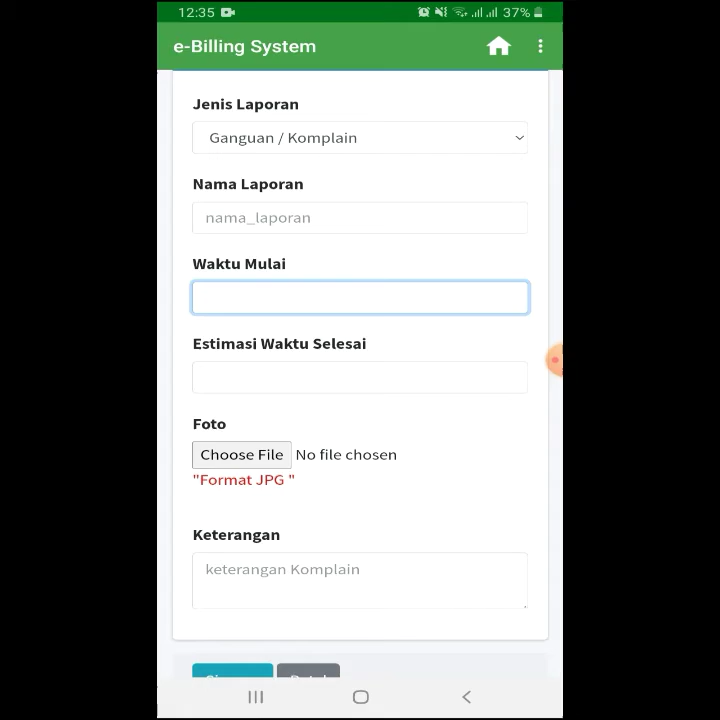 12:35
37%
e-Billing System
Jenis Laporan
Ganguan / Komplain
Nama Laporan
nama_laporan
Waktu Mulai
Estimasi Waktu Selesai
Foto
Choose File No file chosen
"Format JPG "
Keterangan
keterangan Komplain